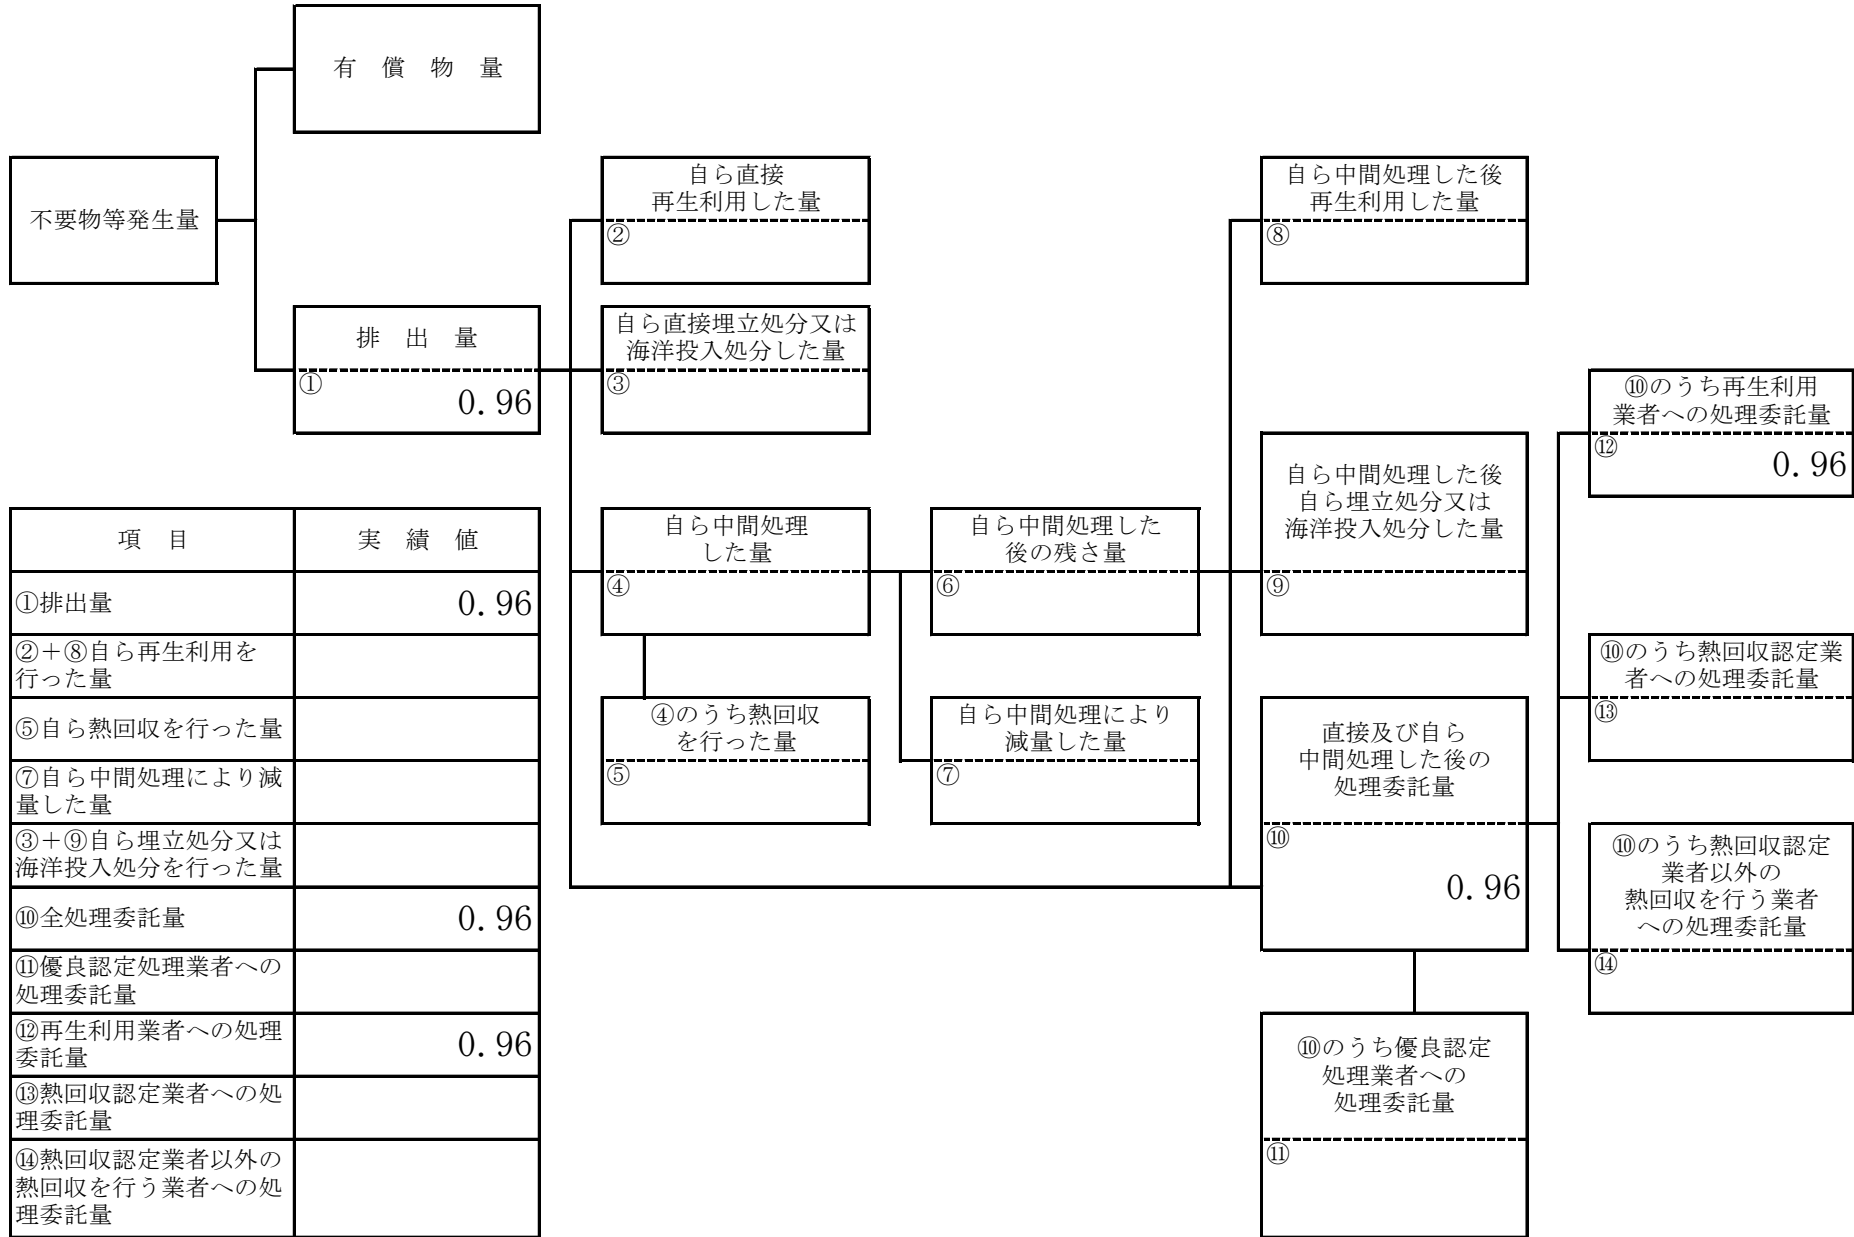 有　償　物　量
不要物等発生量
排　出　量
①
0.96
自ら直接
再生利用した量
②
自ら直接埋立処分又は
海洋投入処分した量
③
自ら中間処理
した量
④
④のうち熱回収
を行った量
⑤
自ら中間処理した
後の残さ量
⑥
自ら中間処理により
減量した量
⑦
自ら中間処理した後
再生利用した量
⑧
自ら中間処理した後
自ら埋立処分又は
海洋投入処分した量
⑨
直接及び自ら
中間処理した後の
処理委託量
⑩
0.96
⑩のうち優良認定
処理業者への
処理委託量
⑪
⑩のうち再生利用
業者への処理委託量
⑫
0.96
⑩のうち熱回収認定業
者への処理委託量
⑬
⑩のうち熱回収認定
業者以外の
熱回収を行う業者
への処理委託量
⑭
項　目　実　績　値
①排出量　0.96
②＋⑧自ら再生利用を
行った量
⑤自ら熱回収を行った量
⑦自ら中間処理により減
量した量
③＋⑨自ら埋立処分又は
海洋投入処分を行った量
⑩全処理委託量　0.96
⑪優良認定処理業者への
処理委託量
⑫再生利用業者への処理
委託量　0.96
⑬熱回収認定業者への処
理委託量
⑭熱回収認定業者以外の
熱回収を行う業者への処
理委託量